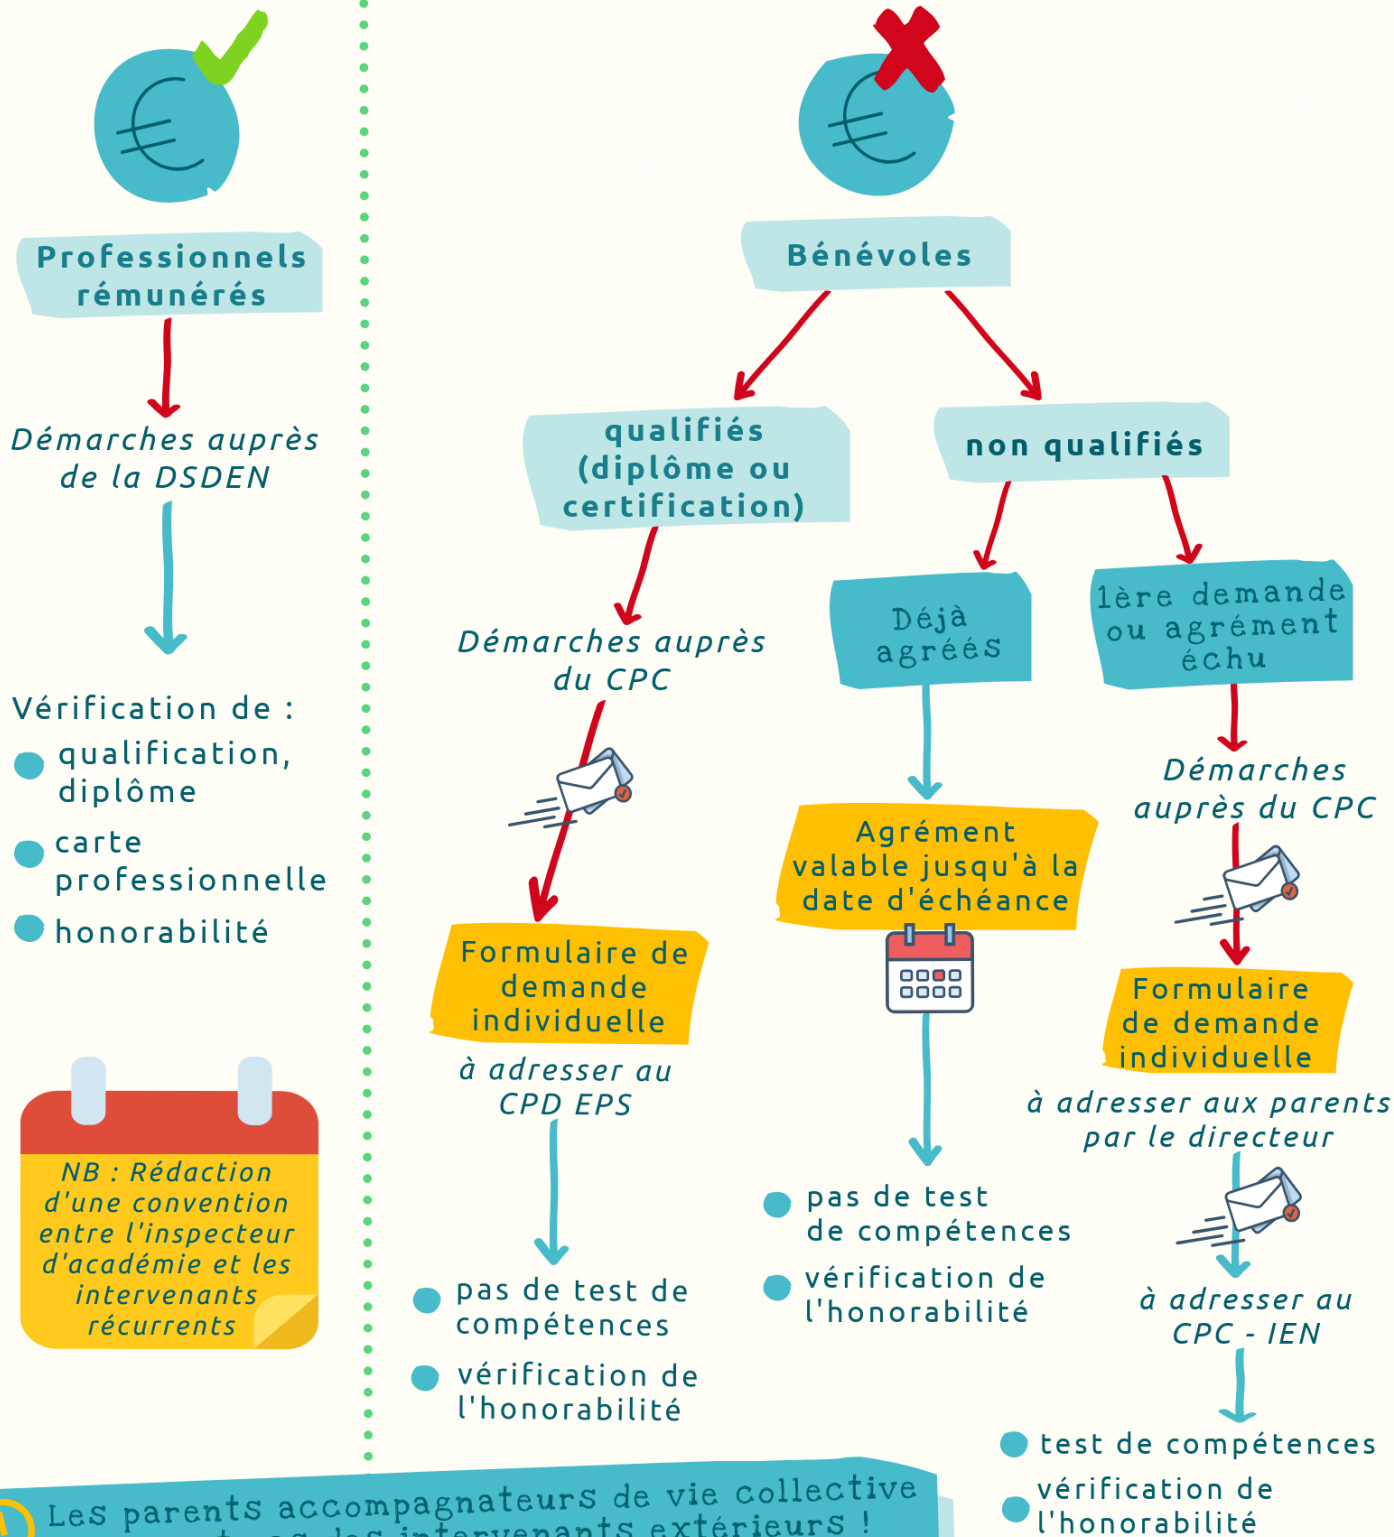 Professionnels
rémunérés
Démarches auprès
de la DSDEN
Vérification de :
qualification,
diplôme
carte
professionnelle
honorabilité
NB : Rédaction
d'une convention
entre l'inspecteur
d'académie et les
intervenants
récurrents
Bénévoles
qualifiés
(diplôme ou
certification)
Démarches auprès
du CPC
Formulaire de
demande
individuelle
à adresser au
CPD EPS
pas de test de
compétences
vérification de
l'honorabilité
non qualifiés
Déjà
agréés
Agrément
valable jusqu'à la
date d'échéance
pas de test
de compétences
vérification de
l'honorabilité
1ère demande
ou agrément
échu
Démarches
auprès du CPC
Formulaire
de demande
individuelle
à adresser aux parents
par le directeur
à adresser au
CPC - IEN
test de compétences
vérification de
l'honorabilité
Les parents accompagnateurs de vie collective
intervenants extérieurs !